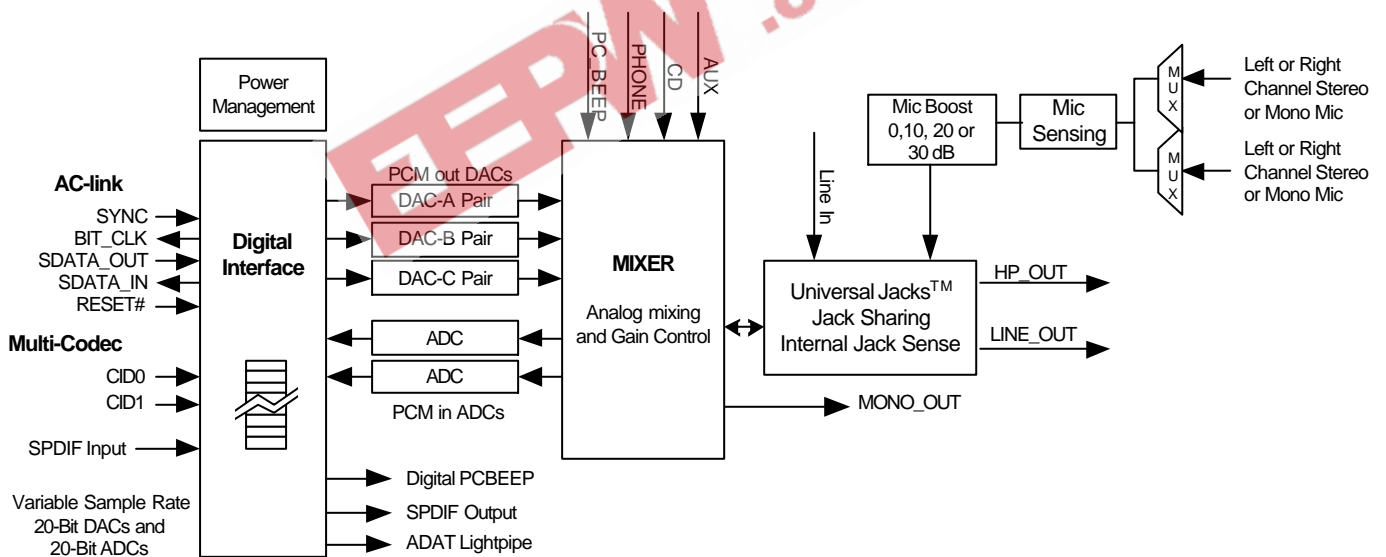 EEPW
Power
Management
AC-link
SYNC
BIT_CLK
SDATA_OUT
SDATA_IN
RESET#
Multi-Codec
CID0
CID1
SPDIF Input
Variable Sample Rate
20-Bit DACs and
20-Bit ADCs
Digital
Interface
PCM out DACs
DAC-A Pair
DAC-B Pair
DAC-C Pair
ADC
ADC
PCM in ADCs
Digital PCBEEP
SPDIF Output
ADAT Lightpipe
PC_BEEP
PHONE
CD
AUX
MIXER
Analog mixing
and Gain Control
MONO_OUT
Line In
Mic Boost
0,10, 20 or
30 dB
Mic
Sensing
MUX
Left or Right
Channel Stereo
or Mono Mic
MUX
Left or Right
Channel Stereo
or Mono Mic
Universal Jacks™
Jack Sharing
Internal Jack Sense
HP_OUT
LINE_OUT